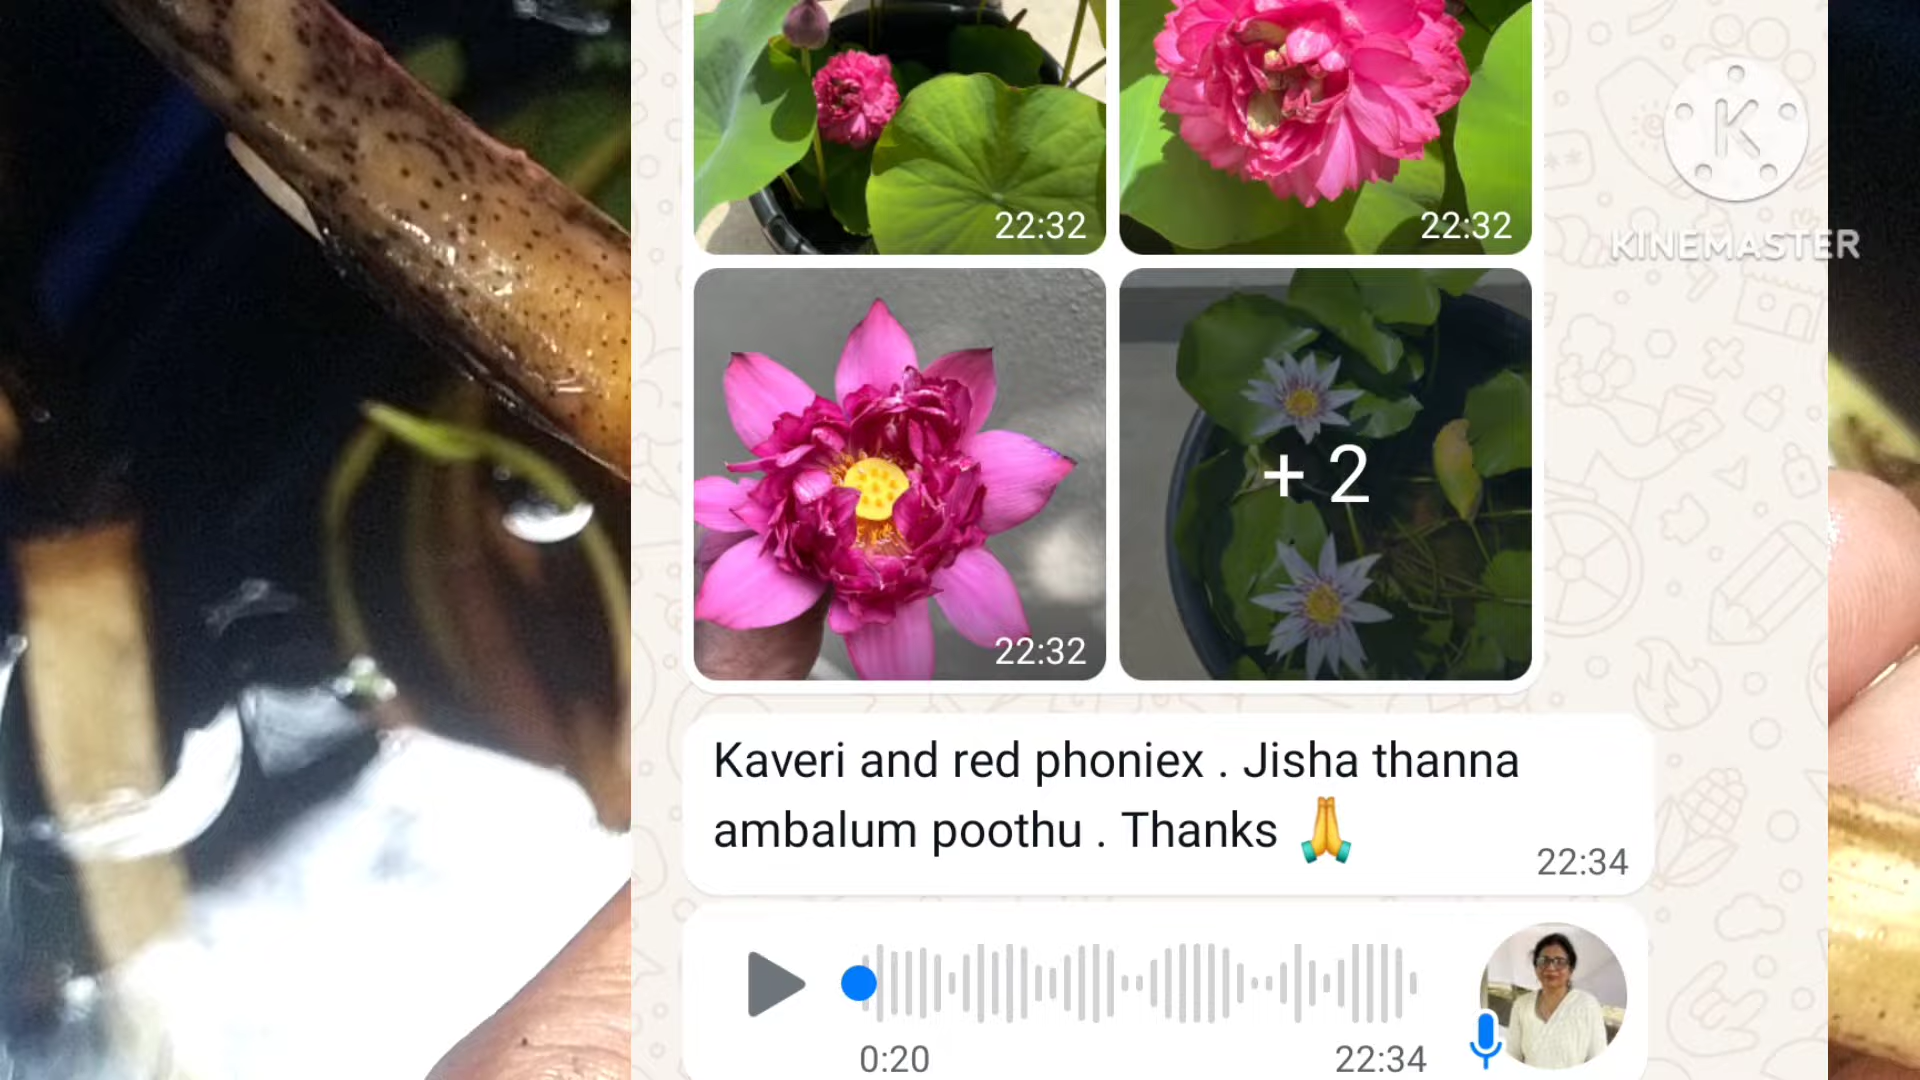 22:32
22:32
K
KINEMASTER
22:32
+ 2
Kaveri and red phoniex . Jisha thanna
ambalum poothu . Thanks 🙏
22:34
0:20
22:34